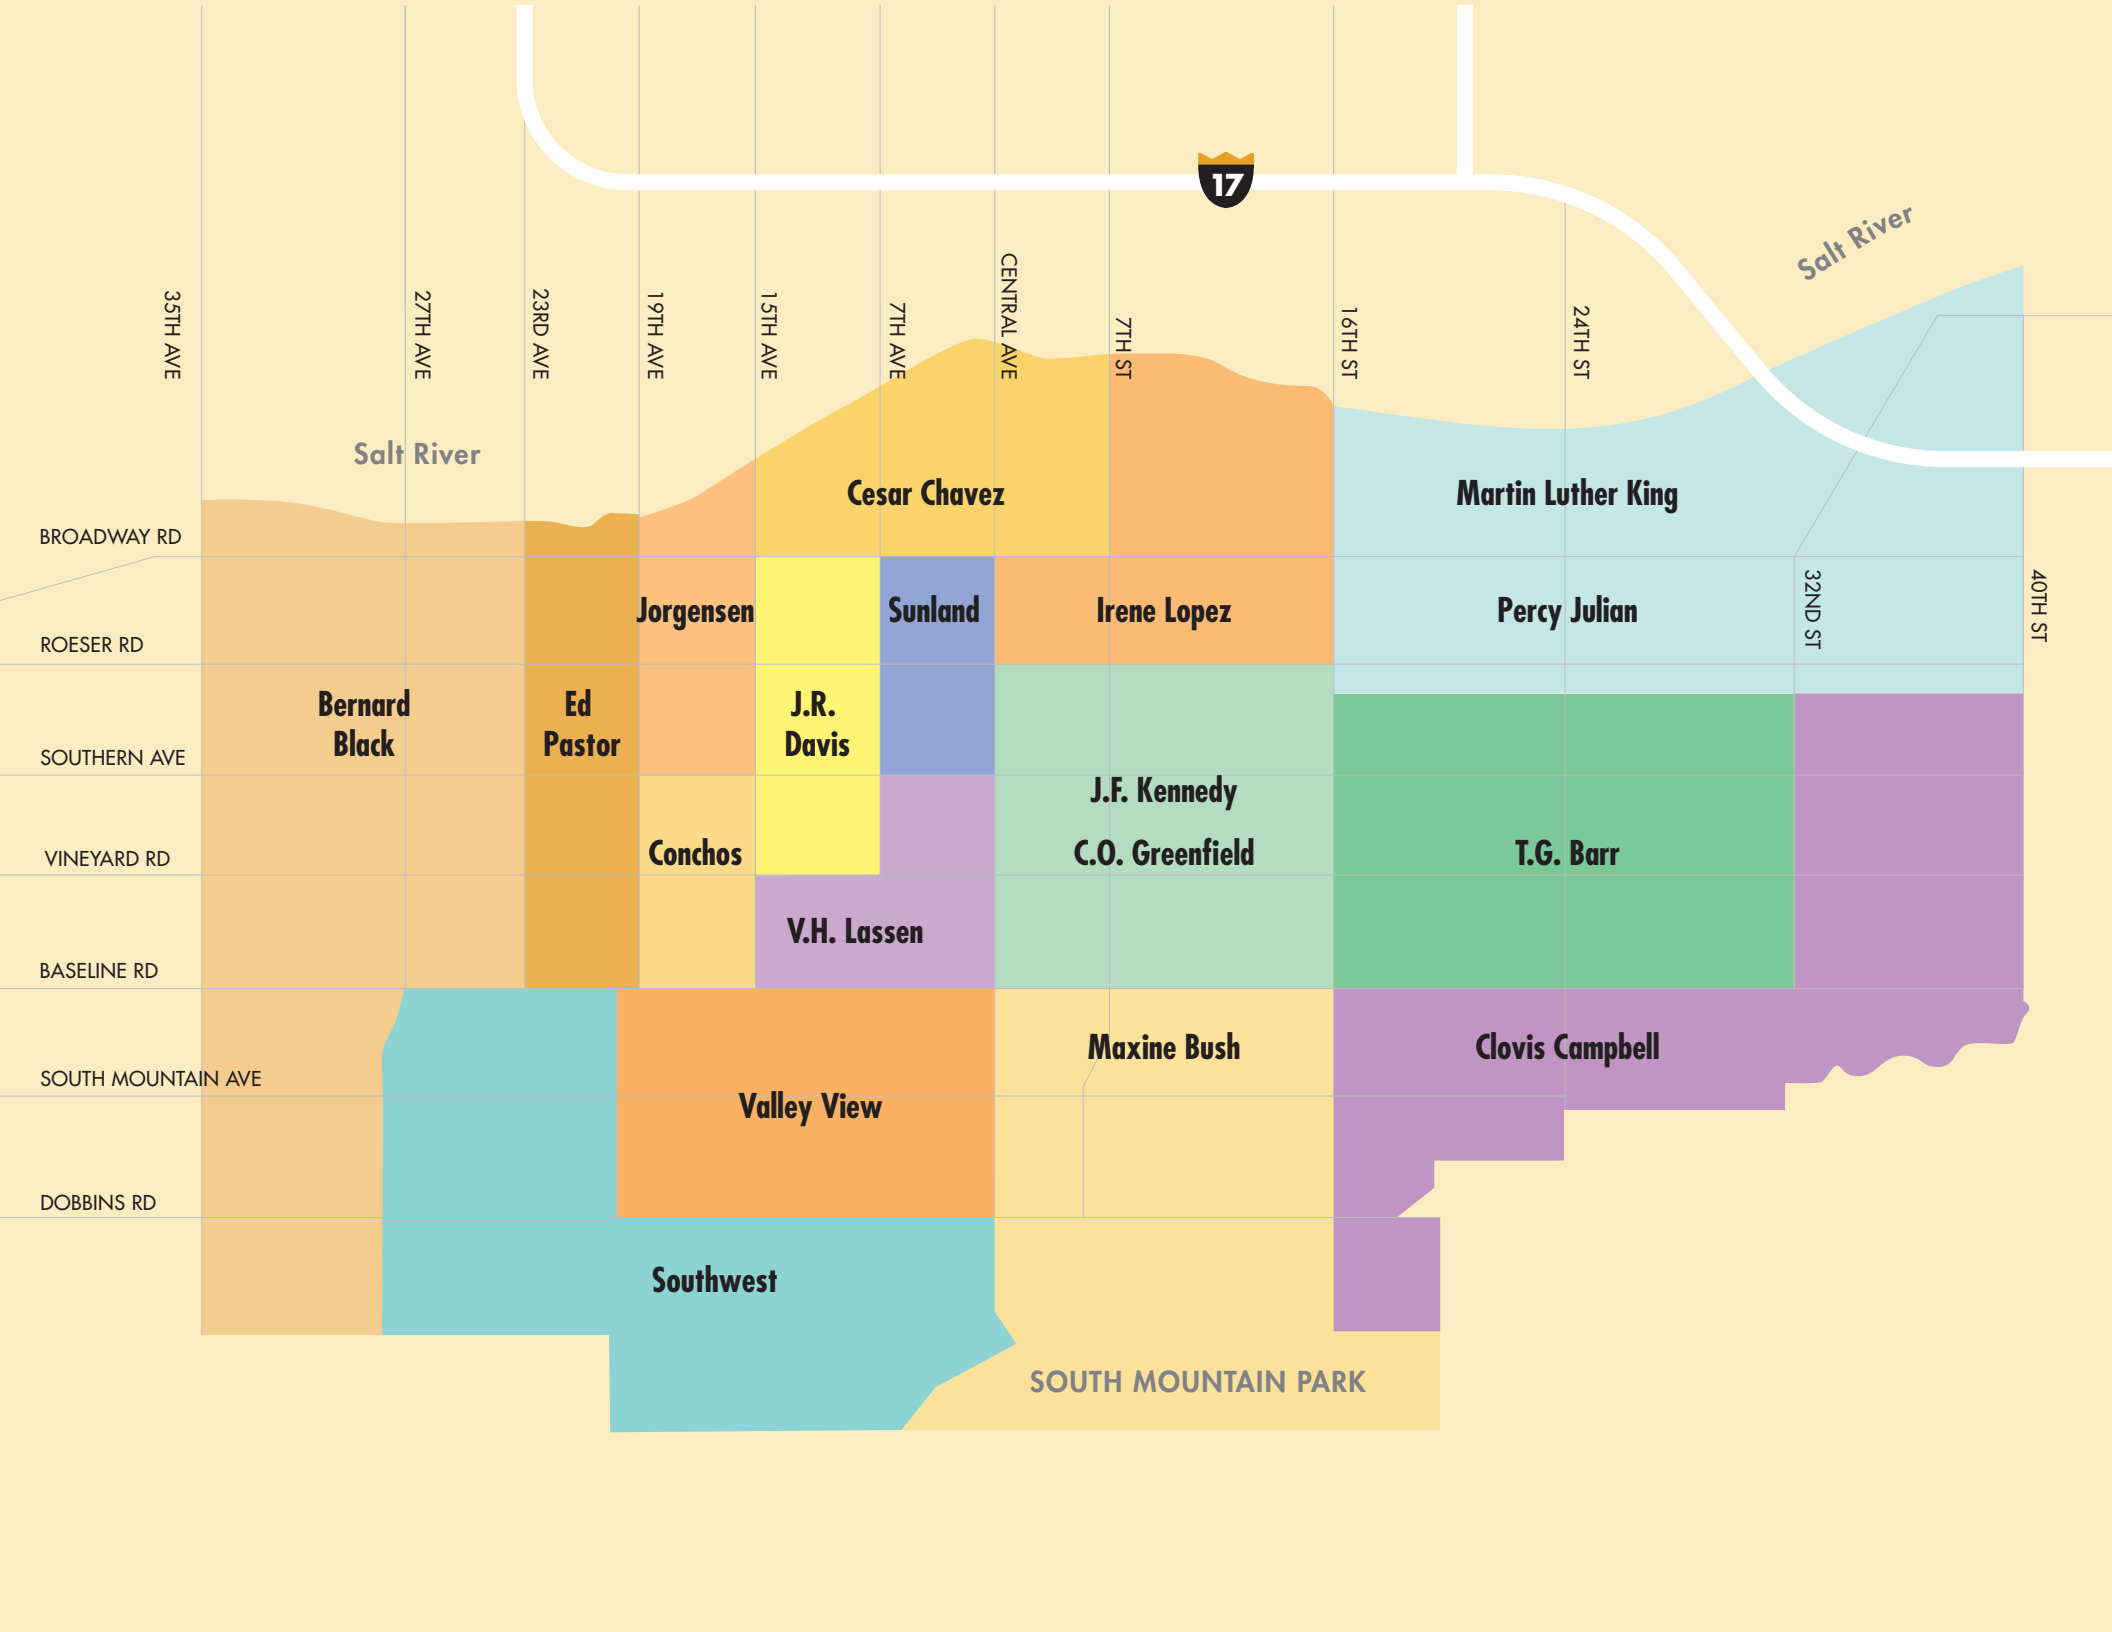 17
Salt River
35TH AVE
27TH AVE
23RD AVE
19TH AVE
15TH AVE
7TH AVE
CENTRAL AVE
7TH ST
16TH ST
24TH ST
Salt River
Cesar Chavez
Martin Luther King
BROADWAY RD
32ND ST
40TH ST
Jorgensen
Sunland
Irene Lopez
Percy Julian
ROESER RD
Bernard
Black
Ed
Pastor
J.R.
Davis
SOUTHERN AVE
J.F. Kennedy
VINEYARD RD
Conchos
C.O. Greenfield
T.G. Barr
V.H. Lassen
BASELINE RD
Maxine Bush
Clovis Campbell
SOUTH MOUNTAIN AVE
Valley View
DOBBINS RD
Southwest
SOUTH MOUNTAIN PARK